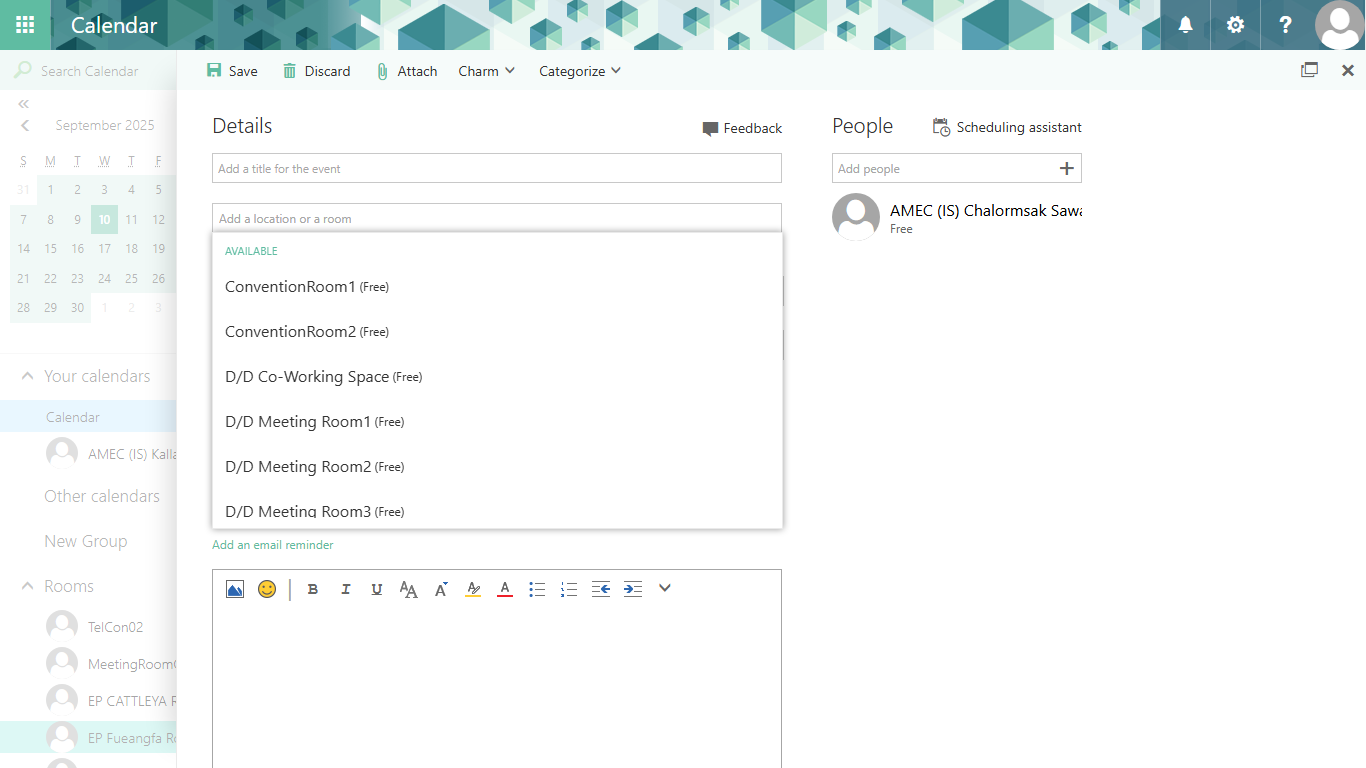 Calendar
?
Search Calendar
Save
Discard
Attach
Charm
Categorize
«
September 2025
S M T W T F
31 1 2 3 4 5
7 8 9 10 11 12
14 15 16 17 18 19
21 22 23 24 25 26
28 29 30 1 2 3
Your calendars
Calendar
AMEC (IS) Kalla
Other calendars
New Group
Rooms
TelCon02
MeetingRoom
EP CATTLEYA R
EP Fueangfa Ro
Details
Feedback
Add a title for the event
Add a location or a room
AVAILABLE
ConventionRoom1 (Free)
ConventionRoom2 (Free)
D/D Co-Working Space (Free)
D/D Meeting Room1 (Free)
D/D Meeting Room2 (Free)
D/D Meeting Room3 (Free)
Add an email reminder
B I U AA A A
People
Scheduling assistant
Add people
AMEC (IS) Chalormsak Sawa
Free